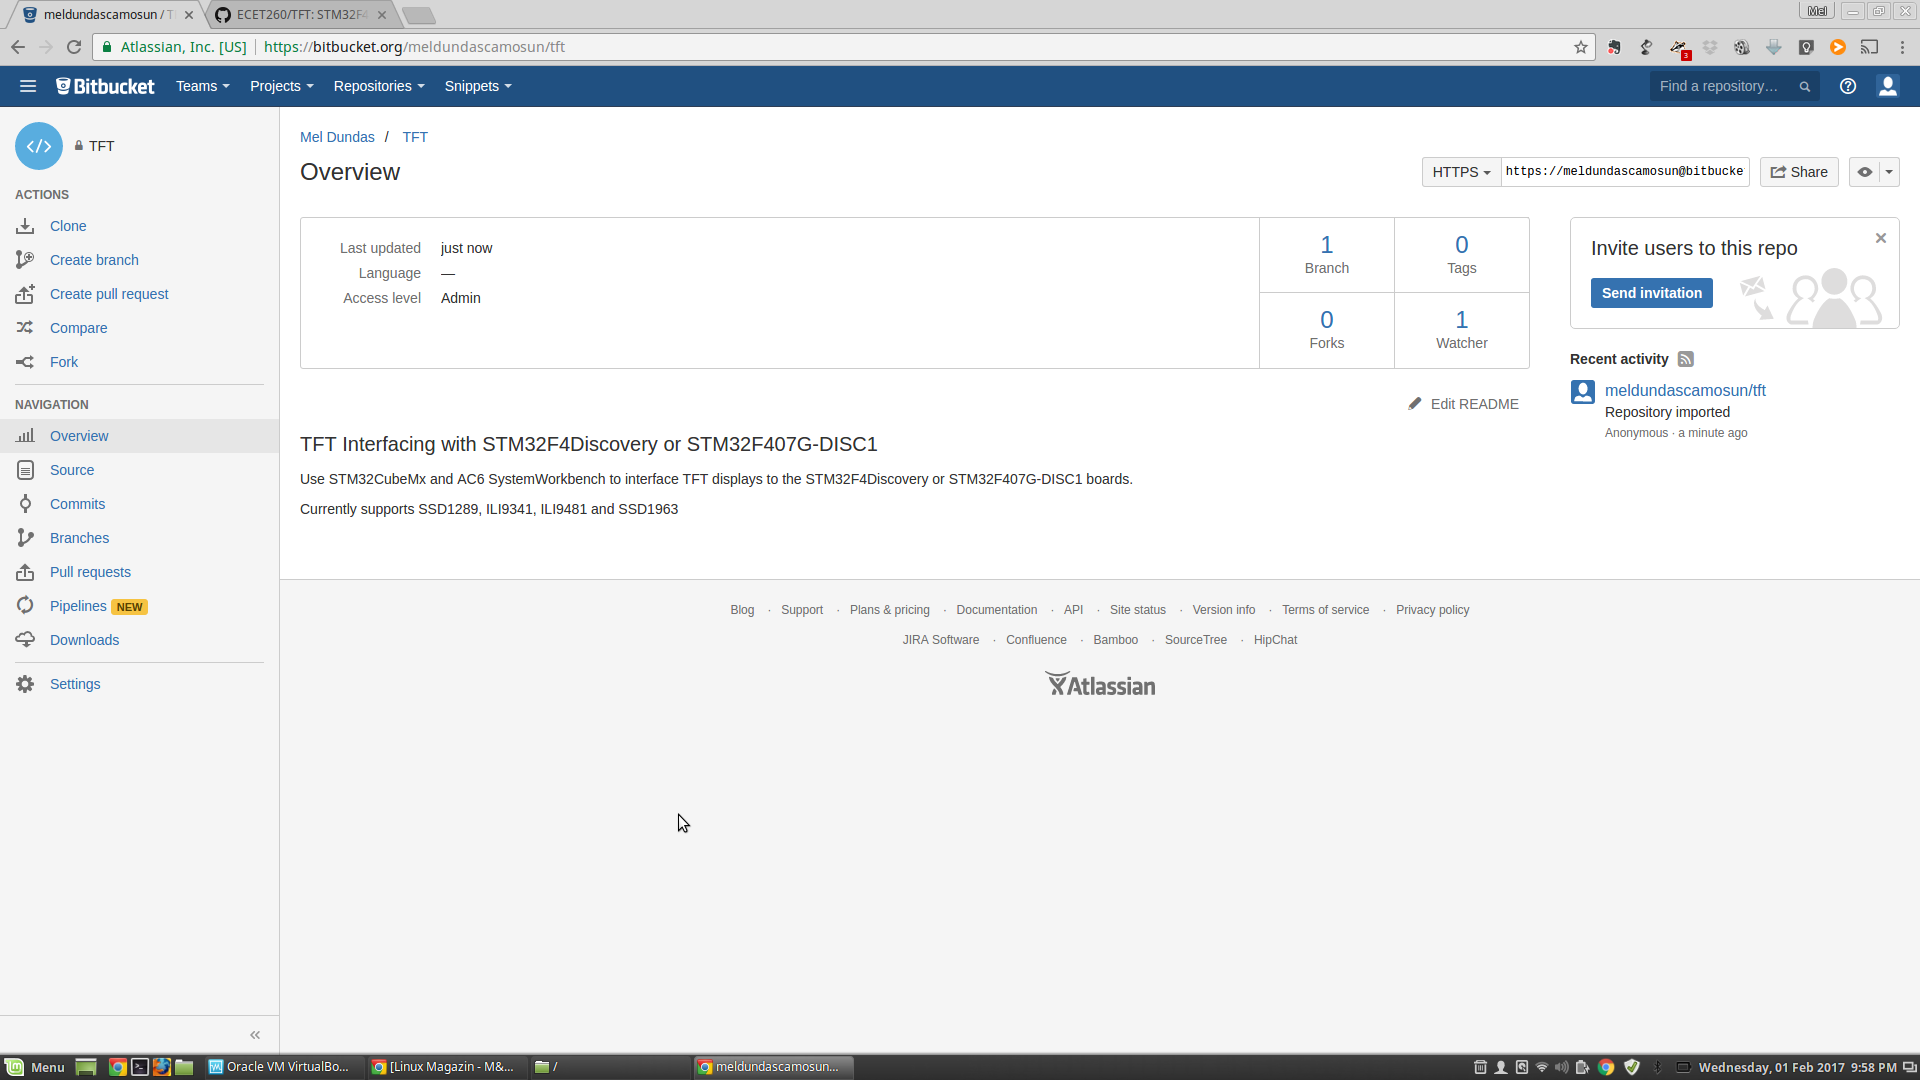 meldundascamosun / T
ECET260/TFT: STM32F4
Mel
Atlassian, Inc. [US]
https://bitbucket.org/meldundascamosun/tft
3
Bitbucket
Teams
Projects
Repositories
Snippets
Find a repository…
TFT
ACTIONS
Clone
Create branch
Create pull request
Compare
Fork
NAVIGATION
Overview
Source
Commits
Branches
Pull requests
Pipelines NEW
Downloads
Settings
Mel Dundas / TFT
Overview
HTTPS
https://meldundascamosun@bitbucke
Share
Last updated just now
Language —
Access level Admin
1
Branch
0
Tags
0
Forks
1
Watcher
Edit README
TFT Interfacing with STM32F4Discovery or STM32F407G-DISC1
Use STM32CubeMx and AC6 SystemWorkbench to interface TFT displays to the STM32F4Discovery or STM32F407G-DISC1 boards.
Currently supports SSD1289, ILI9341, ILI9481 and SSD1963
Invite users to this repo
Send invitation
Recent activity
meldundascamosun/tft
Repository imported
Anonymous · a minute ago
Blog · Support · Plans & pricing · Documentation · API · Site status · Version info · Terms of service · Privacy policy
JIRA Software · Confluence · Bamboo · SourceTree · HipChat
Atlassian
Menu
Oracle VM VirtualBo...
[Linux Magazin - M&...
/
meldundascamosun...
Wednesday, 01 Feb 2017 9:58 PM